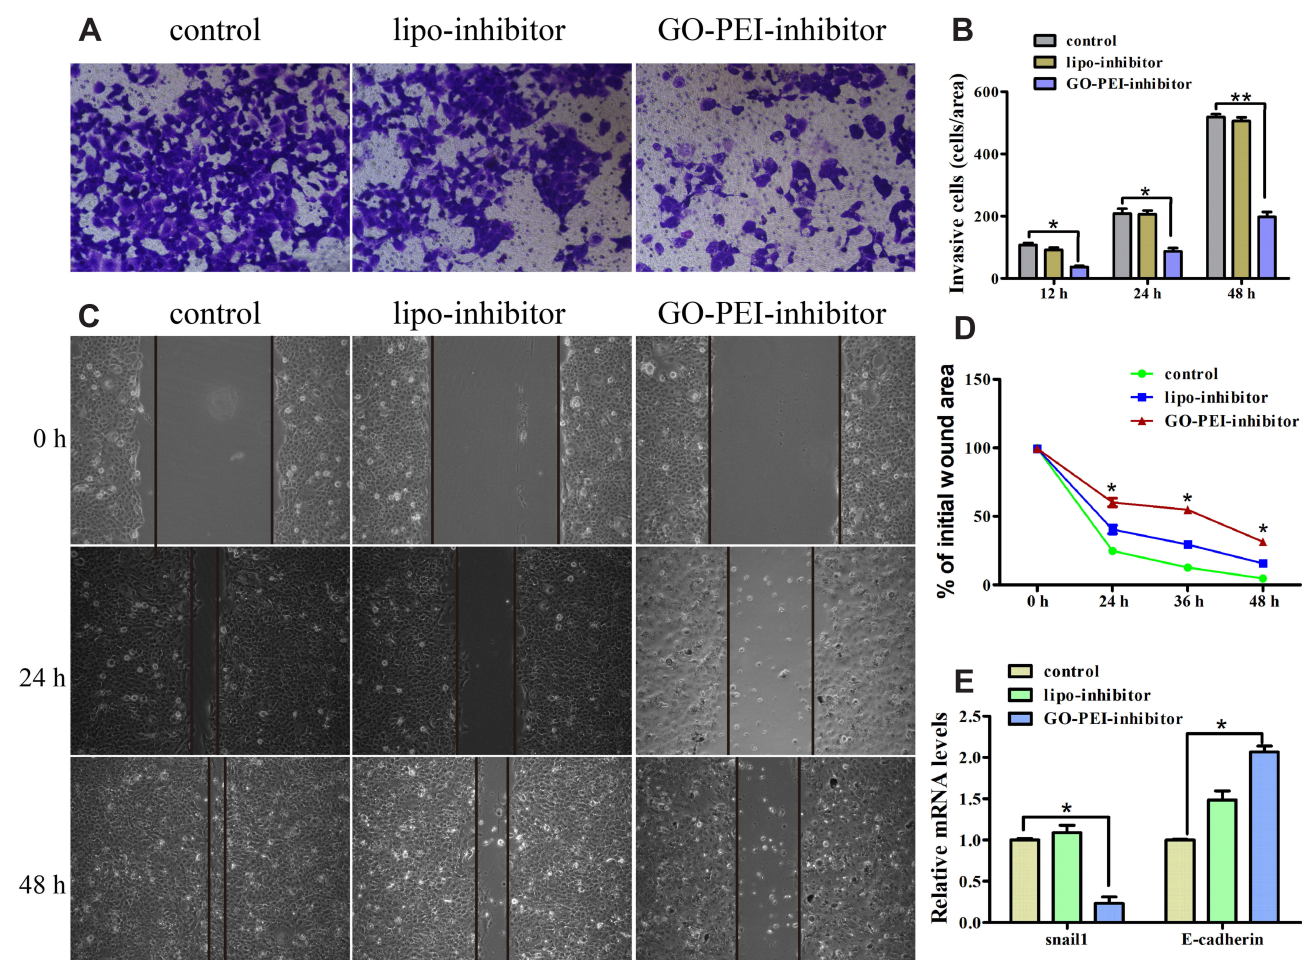 A
control
lipo-inhibitor
GO-PEI-inhibitor
B
control
lipo-inhibitor
GO-PEI-inhibitor
Invasive cells (cells/area)
600
400
200
0
*
*
**
12 h
24 h
48 h
C
control
lipo-inhibitor
GO-PEI-inhibitor
0 h
24 h
48 h
D
control
lipo-inhibitor
GO-PEI-inhibitor
% of initial wound area
150
100
50
0
*
*
*
0 h
24 h
36 h
48 h
E
control
lipo-inhibitor
GO-PEI-inhibitor
Relative mRNA levels
2.5
2.0
1.5
1.0
0.5
0.0
*
*
snail1
E-cadherin